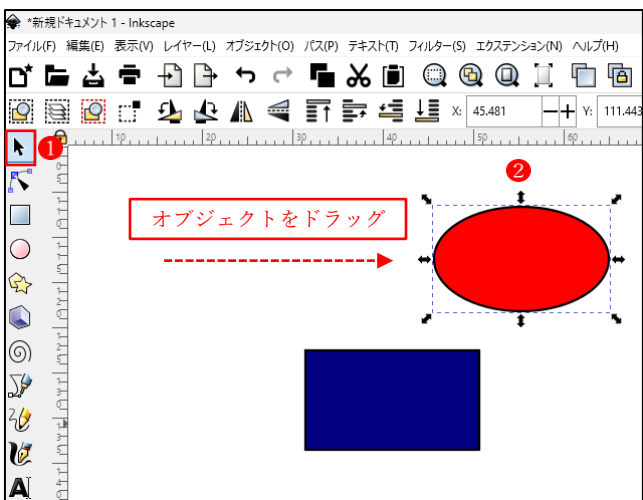 *新規ドキュメント 1 - Inkscape
ファイル(F) 編集(E) 表示(V) レイヤー(L) オブジェクト(O) パス(P) テキスト(T) フィルター(S) エクステンション(N) ヘルプ(H)
X: 45.481 Y: 111.443
1
10 20 30 40 50 60
2
オブジェクトをドラッグ